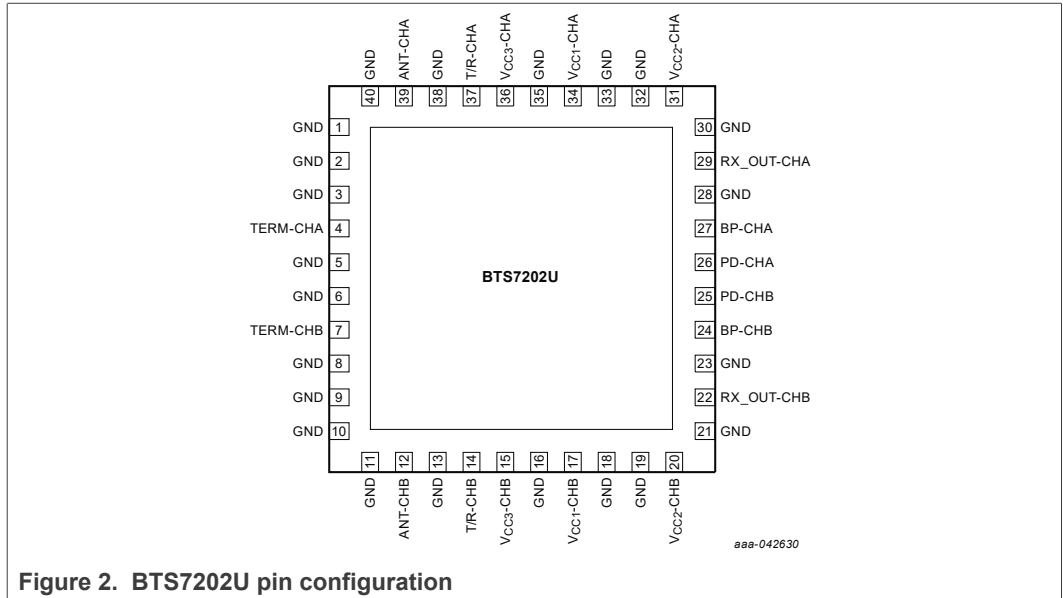 GND
ANT-CHA
GND
T/R-CHA
VCC3-CHA
GND
VCC1-CHA
GND
GND
VCC2-CHA
40
39
38
37
36
35
34
33
32
31
GND 1
GND 2
GND 3
TERM-CHA 4
GND 5
GND 6
TERM-CHB 7
GND 8
GND 9
GND 10
BTS7202U
30 GND
29 RX_OUT-CHA
28 GND
27 BP-CHA
26 PD-CHA
25 PD-CHB
24 BP-CHB
23 GND
22 RX_OUT-CHB
21 GND
11
12
13
14
15
16
17
18
19
20
GND
ANT-CHB
GND
T/R-CHB
VCC3-CHB
GND
VCC1-CHB
GND
GND
VCC2-CHB
aaa-042630
Figure 2. BTS7202U pin configuration